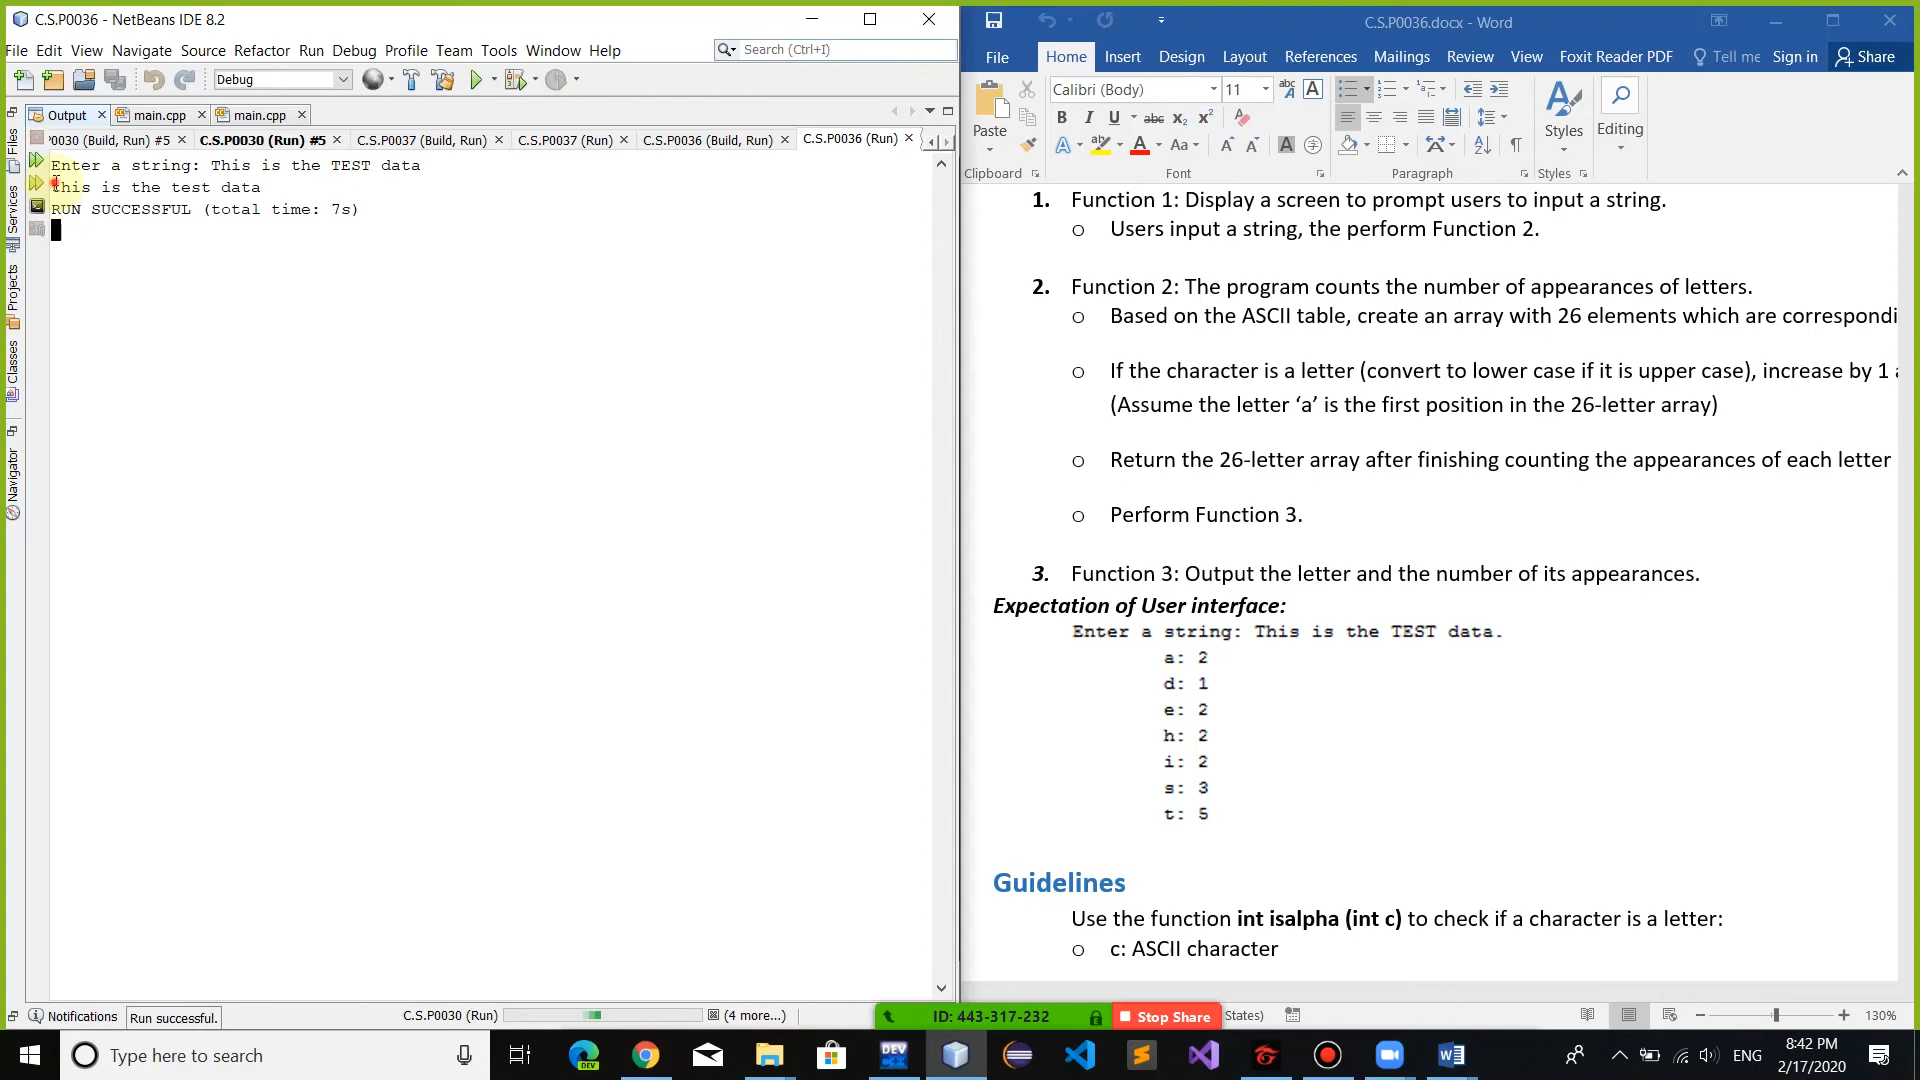 C.S.P0036 - NetBeans IDE 8.2
File Edit View Navigate Source Refactor Run Debug Profile Team Tools Window Help
Search (Ctrl+I)
Debug
Output
main.cpp
main.cpp
P0030 (Build, Run) #5
C.S.P0030 (Run) #5
C.S.P0037 (Build, Run)
C.S.P0037 (Run)
C.S.P0036 (Build, Run)
C.S.P0036 (Run)
Enter a string: This is the TEST data
this is the test data
RUN SUCCESSFUL (total time: 7s)
Files
Services
Projects
Classes
Navigator
Notifications
Run successful.
C.S.P0030 (Run)
(4 more...)
C.S.P0036.docx - Word
File Home Insert Design Layout References Mailings Review View Foxit Reader PDF Tell me Sign in Share
Calibri (Body)
11
Paste
Styles
Editing
Clipboard
Font
Paragraph
Styles
1. Function 1: Display a screen to prompt users to input a string.
o Users input a string, the perform Function 2.
2. Function 2: The program counts the number of appearances of letters.
o Based on the ASCII table, create an array with 26 elements which are correspondi
o If the character is a letter (convert to lower case if it is upper case), increase by 1
(Assume the letter ‘a’ is the first position in the 26-letter array)
o Return the 26-letter array after finishing counting the appearances of each letter
o Perform Function 3.
3. Function 3: Output the letter and the number of its appearances.
Expectation of User interface:
Enter a string: This is the TEST data.
a: 2
d: 1
e: 2
h: 2
i: 2
s: 3
t: 5
Guidelines
Use the function int isalpha (int c) to check if a character is a letter:
o c: ASCII character
ID: 443-317-232
Stop Share
States)
130%
Type here to search
DEV
DEV
ENG
8:42 PM
2/17/2020